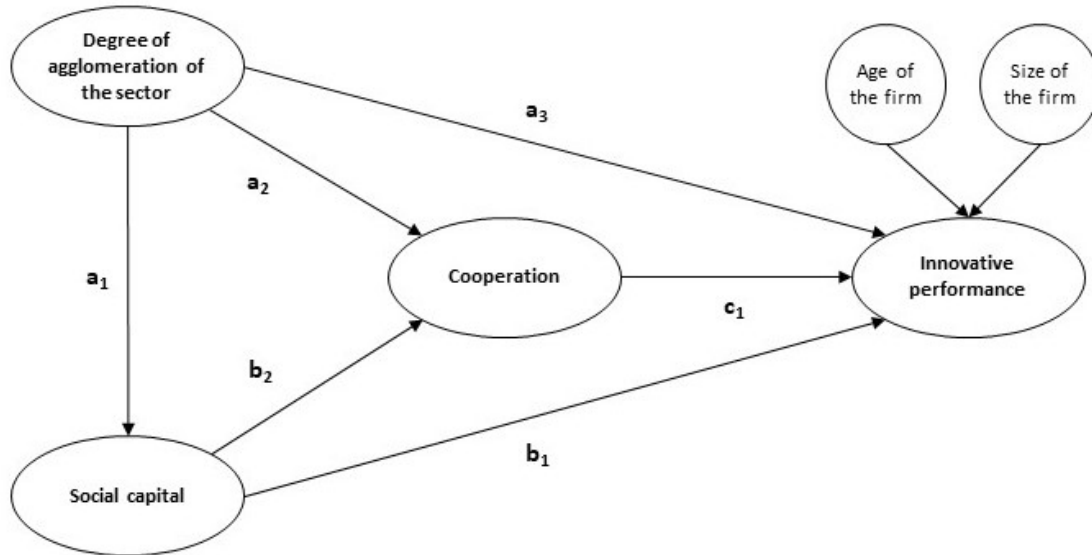 Degree of
agglomeration of
the sector
Age of
the firm
Size of
the firm
a₃
a₂
a₁
Cooperation
Innovative
performance
c₁
b₂
b₁
Social capital